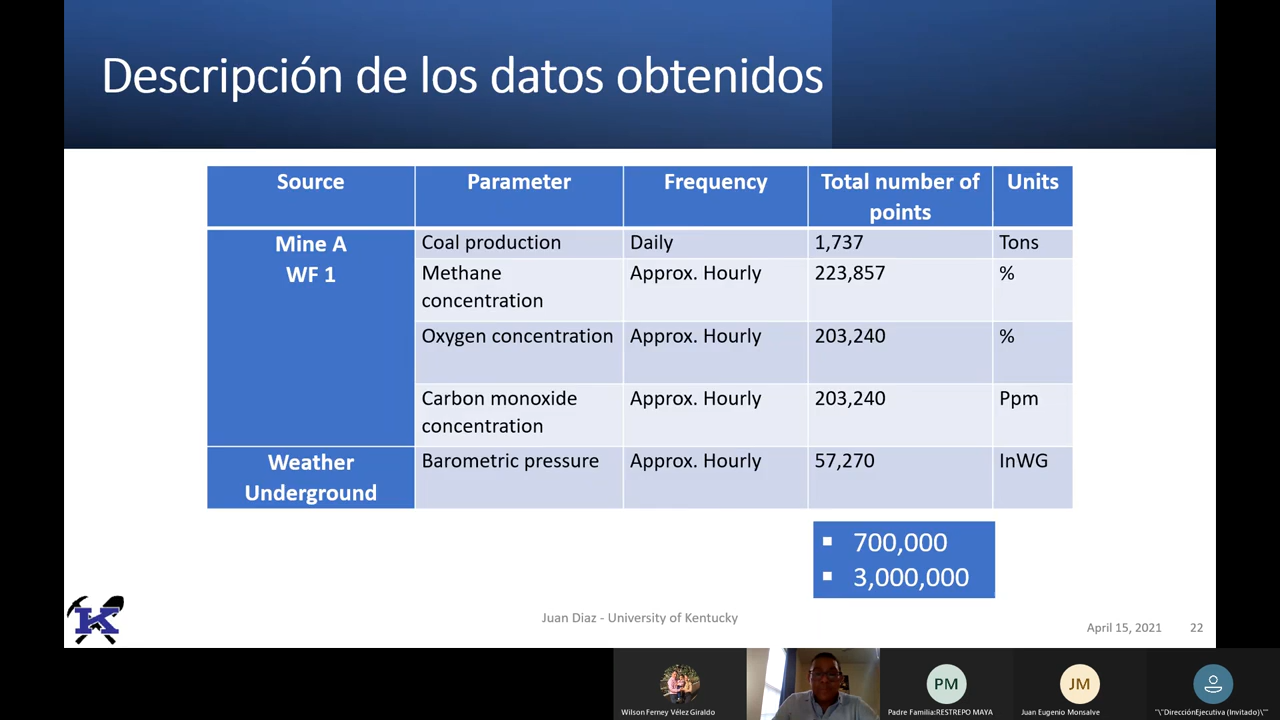 Descripción de los datos obtenidos
Source
Parameter
Frequency
Total number of
points
Units
Mine A
WF 1
Coal production
Daily
1,737
Tons
Methane
concentration
Approx. Hourly
223,857
%
Oxygen concentration
Approx. Hourly
203,240
%
Carbon monoxide
concentration
Approx. Hourly
203,240
Ppm
Weather
Underground
Barometric pressure
Approx. Hourly
57,270
InWG
▪ 700,000
▪ 3,000,000
K
Juan Diaz - University of Kentucky
April 15, 2021
22
Wilson Ferney Vélez Giraldo
PM
Padre Familia:RESTREPO MAYA
JM
Juan Eugenio Monsalve
"\"DirecciónEjecutiva (Invitado)\""